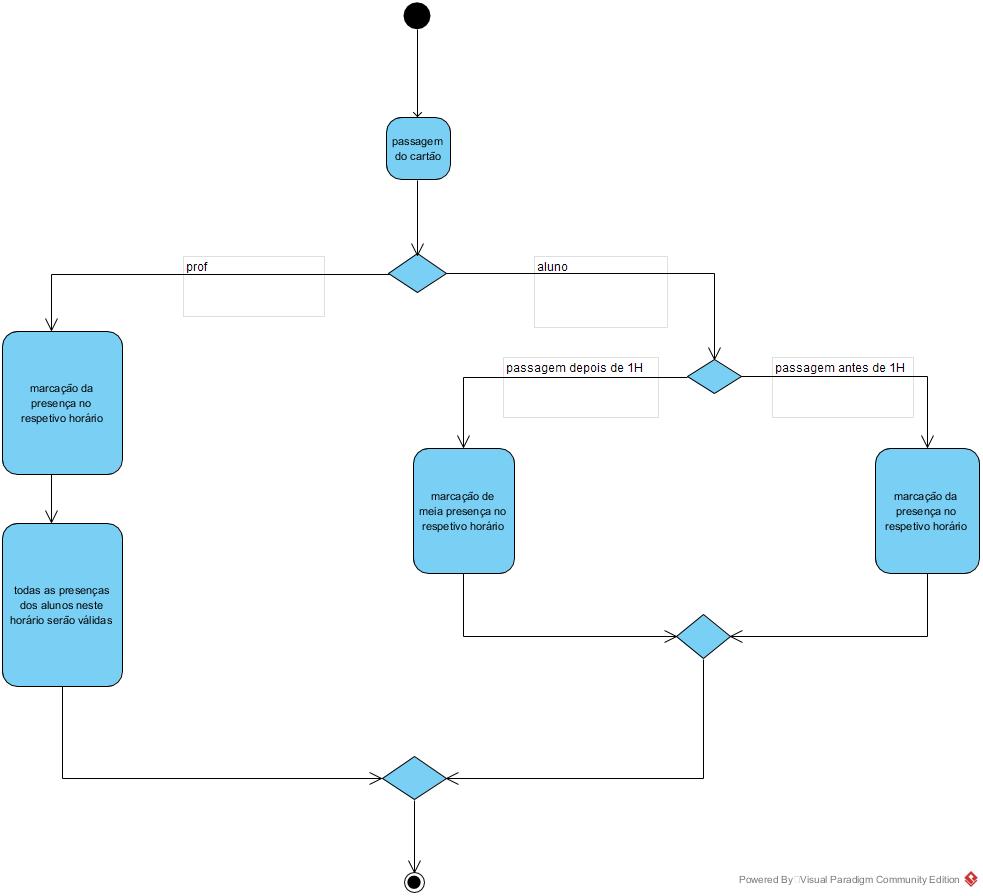 passagem
do cartão
prof
aluno
passagem depois de 1H
passagem antes de 1H
marcação da
presença no
respetivo horário
marcação de
meia presença no
respetivo horário
marcação da
presença no
respetivo horário
todas as presenças
dos alunos neste
horário serão válidas
Powered By Visual Paradigm Community Edition